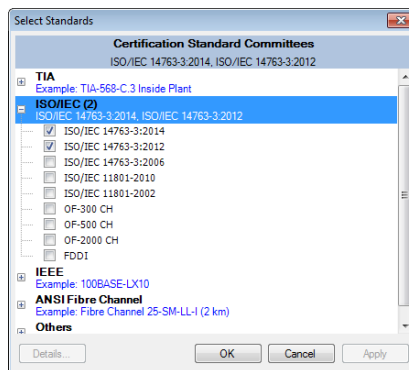 Select Standards
Certification Standard Committees
ISO/IEC 14763-3:2014, ISO/IEC 14763-3:2012
TIA
Example: TIA-568-C.3 Inside Plant
ISO/IEC (2)
ISO/IEC 14763-3:2014, ISO/IEC 14763-3:2012
ISO/IEC 14763-3:2014
ISO/IEC 14763-3:2012
ISO/IEC 14763-3:2006
ISO/IEC 11801-2010
ISO/IEC 11801-2002
OF-300 CH
OF-500 CH
OF-2000 CH
FDDI
IEEE
Example: 100BASE-LX10
ANSI Fibre Channel
Example: Fibre Channel 25-SM-LL-I (2 km)
Others
Details... OK Cancel Apply